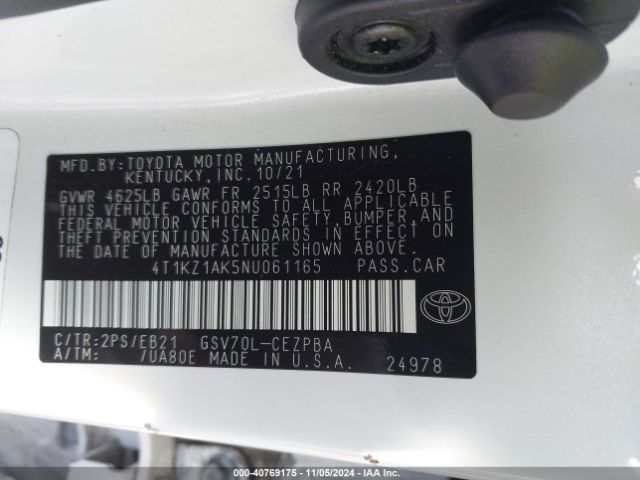 MFD.BY:TOYOTA MOTOR MANUFACTURING,
KENTUCKY,INC.10/21
GVWR 4625LB GAWR FR 2515LB RR 2420LB
THIS VEHICLE CONFORMS TO ALL APPLICABLE
FEDERAL MOTOR VEHICLE SAFETY,BUMPER,AND
THEFT PREVENTION STANDARDS IN EFFECT ON
THE DATE OF MANUFACTURE SHOWN ABOVE.
4T1KZ1AK5NU061165 PASS.CAR
C/TR:2PS/EB21 GSV70L-CEZPBA
A/TM: /UA80E MADE IN U.S.A. 24978
000-40769175 - 11/05/2024 - IAA Inc. ©